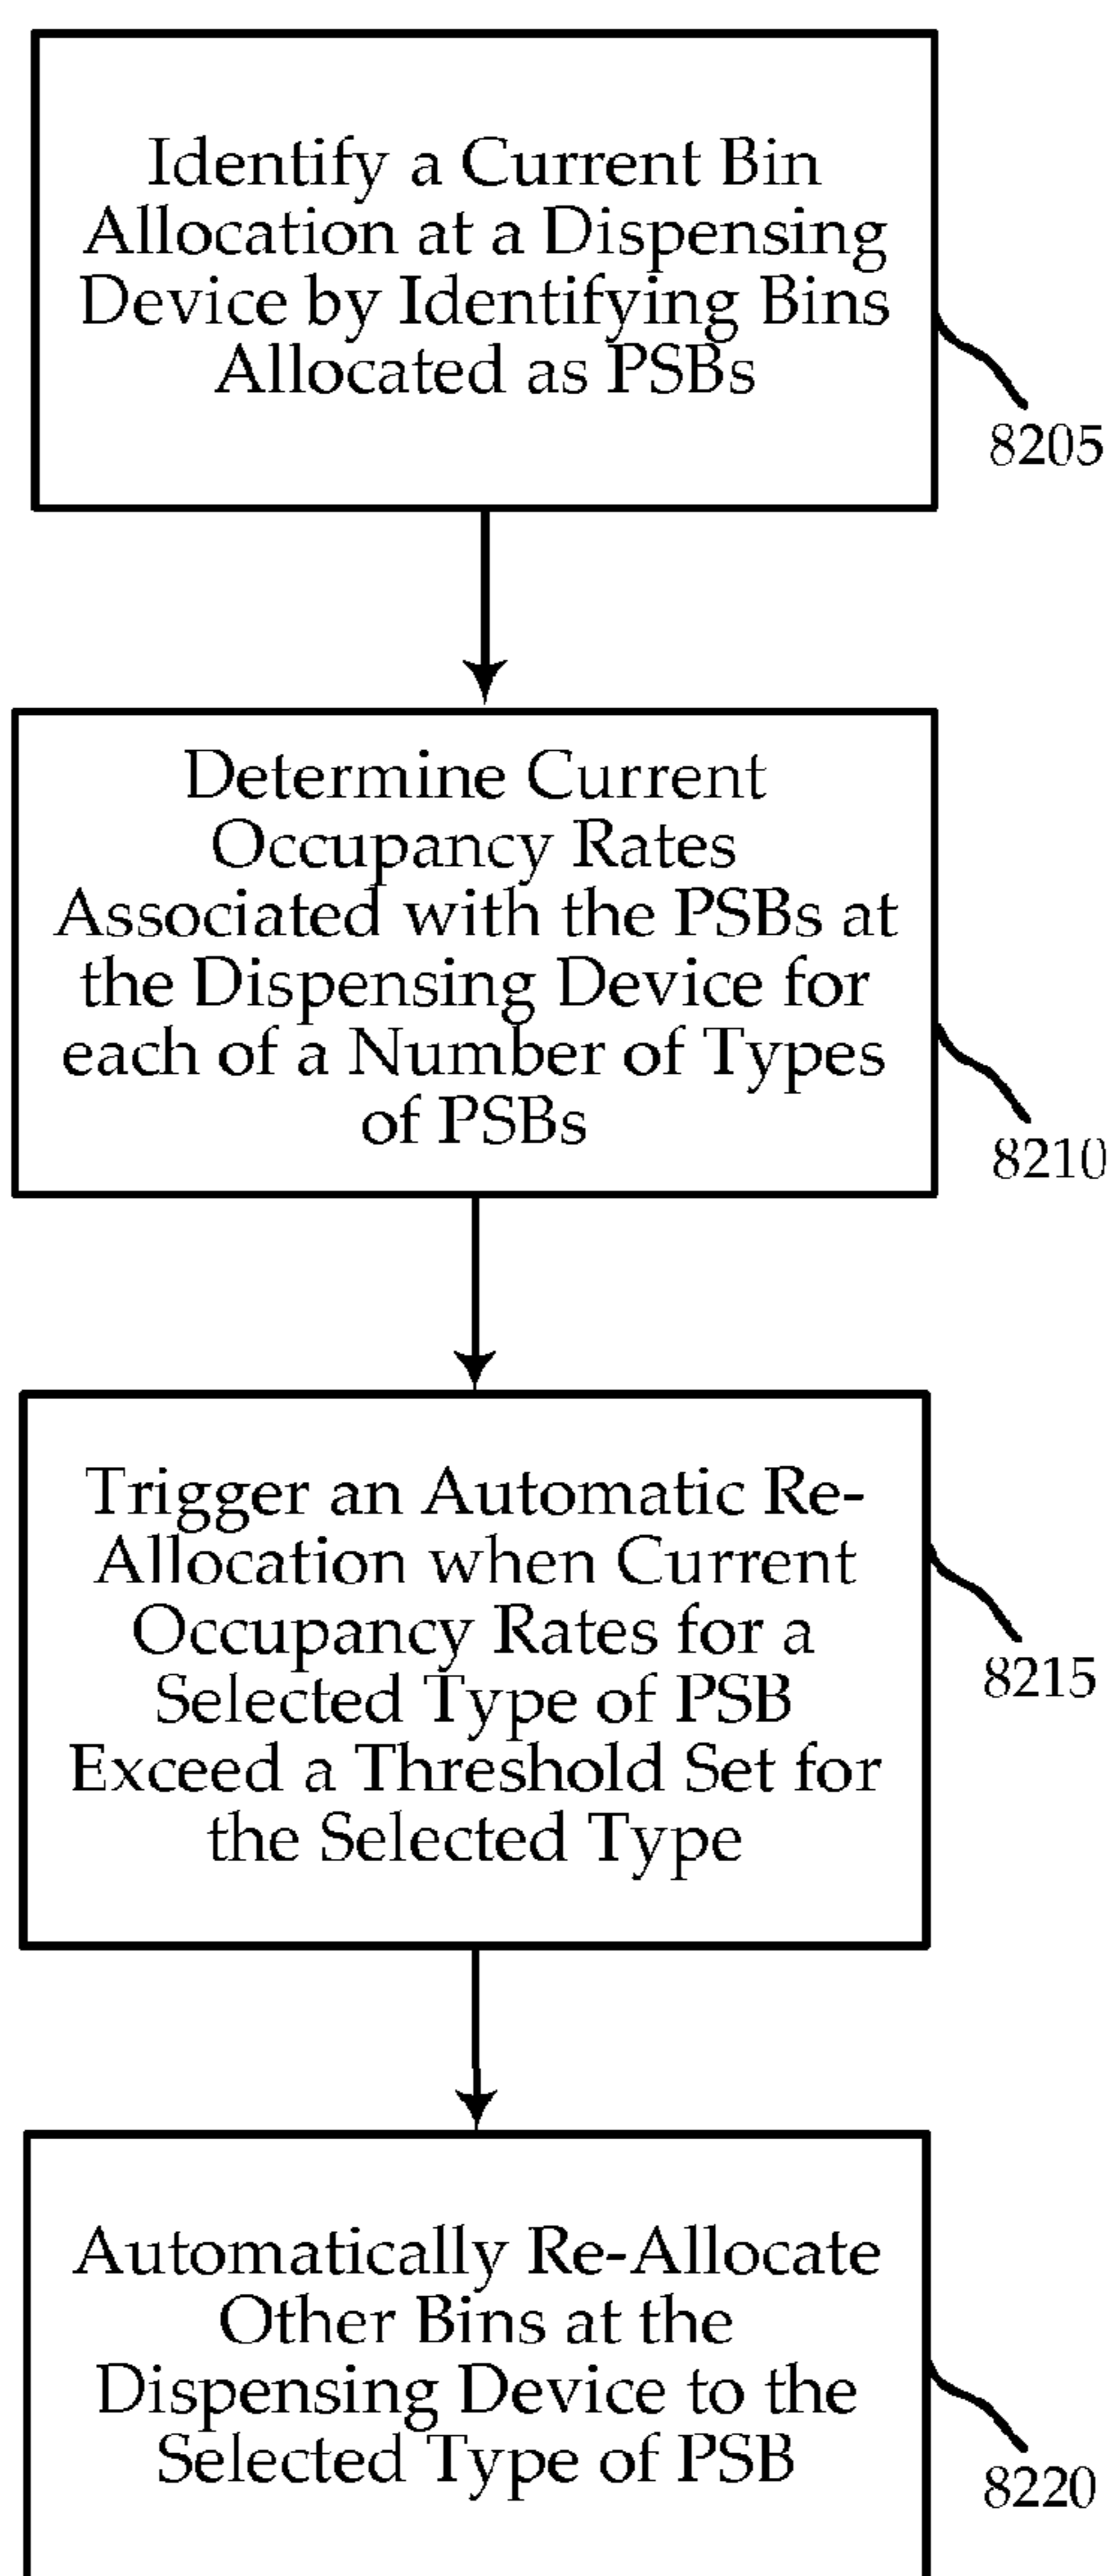 Identify a Current Bin
Allocation at a Dispensing
Device by Identifying Bins
Allocated as PSBs
8205
Determine Current
Occupancy Rates
Associated with the PSBs at
the Dispensing Device for
each of a Number of Types
of PSBs
8210
Trigger an Automatic Re-
Allocation when Current
Occupancy Rates for a
Selected Type of PSB
Exceed a Threshold Set for
the Selected Type
8215
Automatically Re-Allocate
Other Bins at the
Dispensing Device to the
Selected Type of PSB
8220